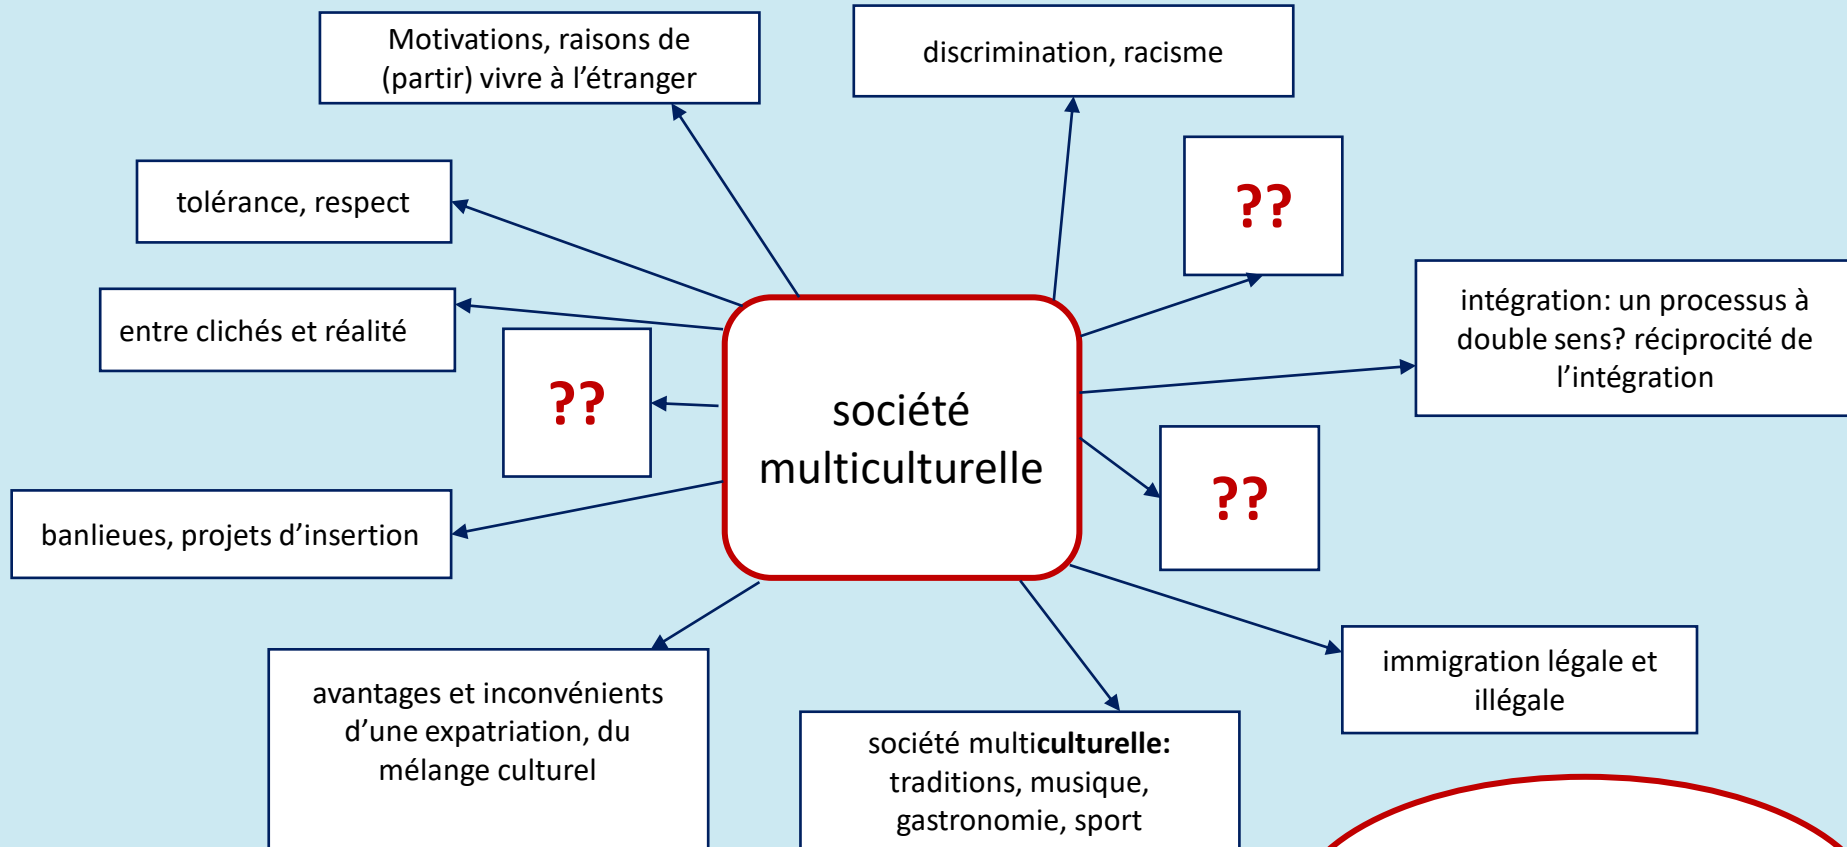 Motivations, raisons de
(partir) vivre à l’étranger
discrimination, racisme
tolérance, respect
??
entre clichés et réalité
intégration: un processus à
double sens? réciprocité de
l’intégration
??
société
multiculturelle
??
banlieues, projets d’insertion
immigration légale et
illégale
avantages et inconvénients
d’une expatriation, du
mélange culturel
société multiculturelle:
traditions, musique,
gastronomie, sport